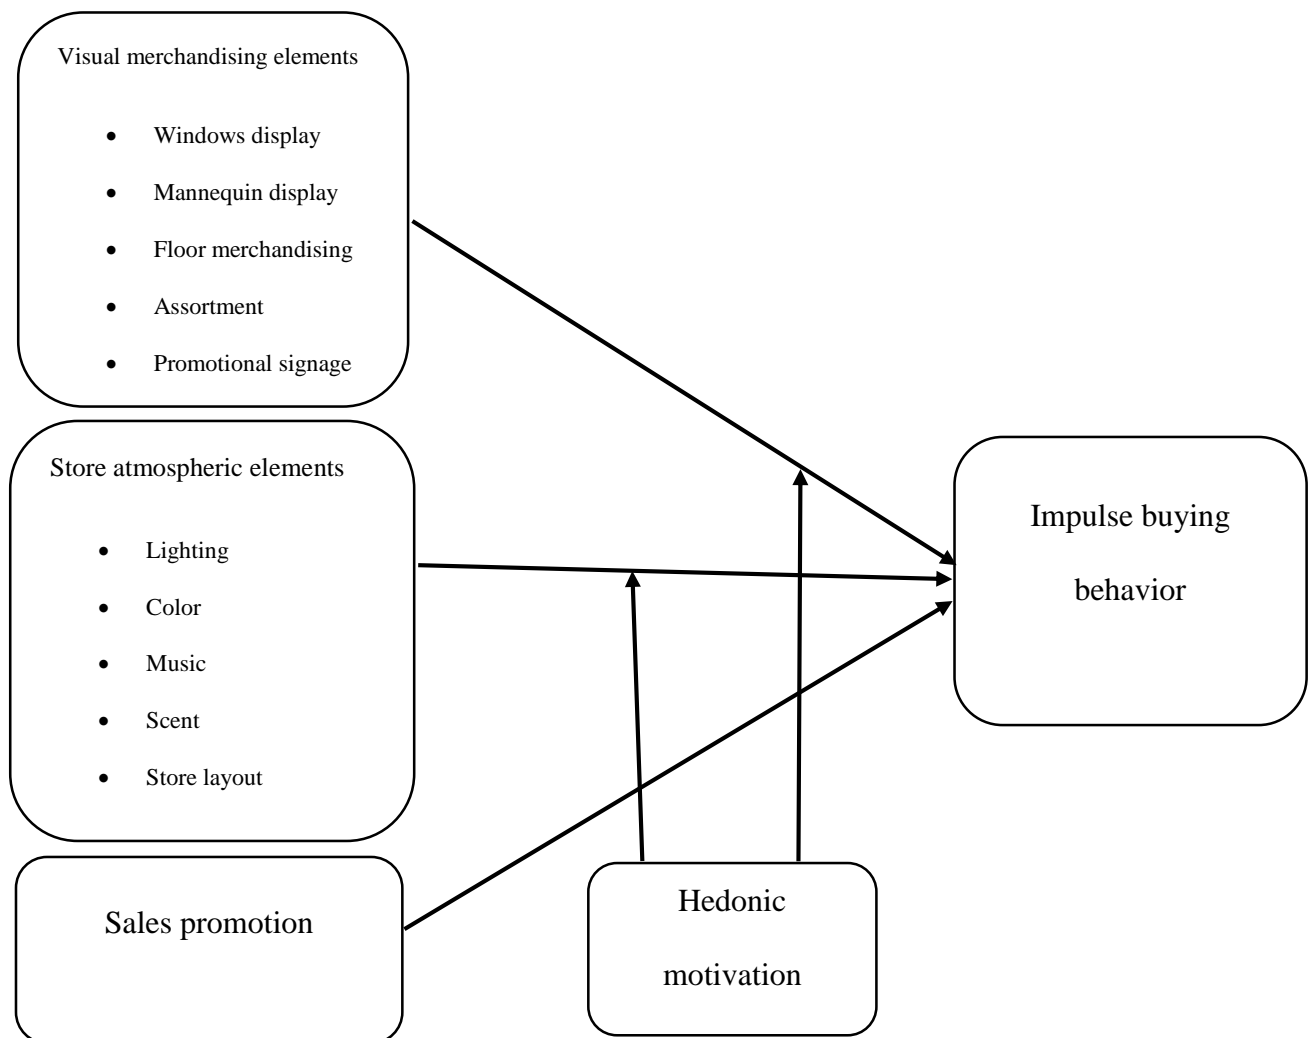 Visual merchandising elements
• Windows display
• Mannequin display
• Floor merchandising
• Assortment
• Promotional signage
Store atmospheric elements
• Lighting
• Color
• Music
• Scent
• Store layout
Sales promotion
Hedonic
motivation
Impulse buying
behavior